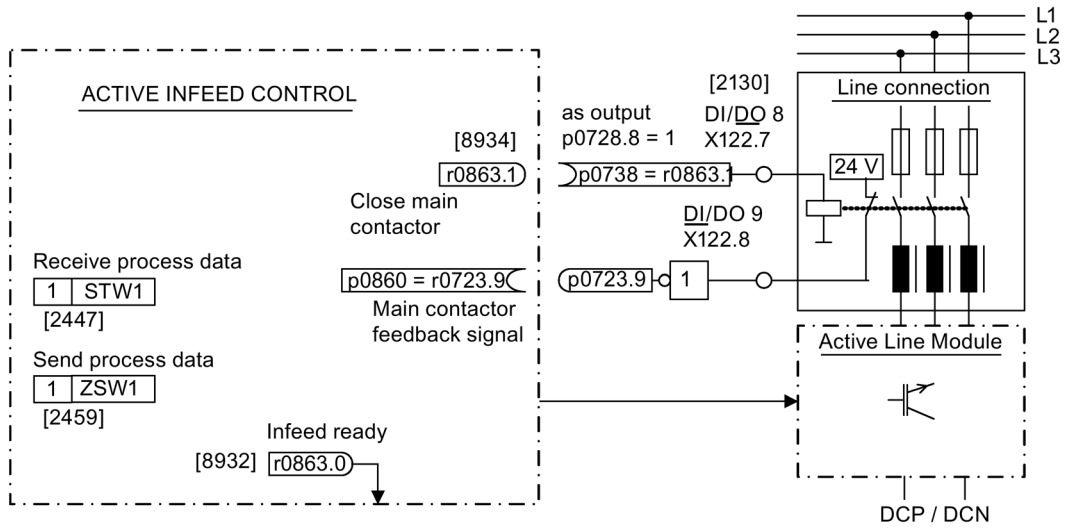 L1
L2
L3
ACTIVE INFEED CONTROL
[8934]
r0863.1
Close main
contactor
as output
p0728.8 = 1
p0738 = r0863.1
[2130]
DI/DO 8
X122.7
Line connection
24 V
DI/DO 9
X122.8
Receive process data
1 STW1
[2447]
p0860 = r0723.9
Main contactor
feedback signal
p0723.9
1
Send process data
1 ZSW1
[2459]
Infeed ready
[8932] r0863.0
Active Line Module
DCP / DCN